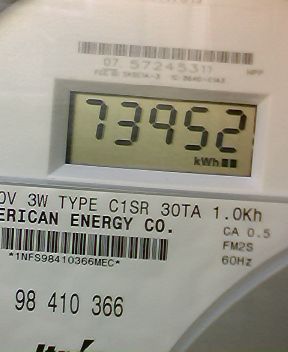 07 57245311
73952
kWh
0V 3W TYPE C1SR 30TA 1.0Kh
ERICAN ENERGY CO.
CA 0.5
FM2S
*1NFS98410366MEC*
60Hz
98 410 366